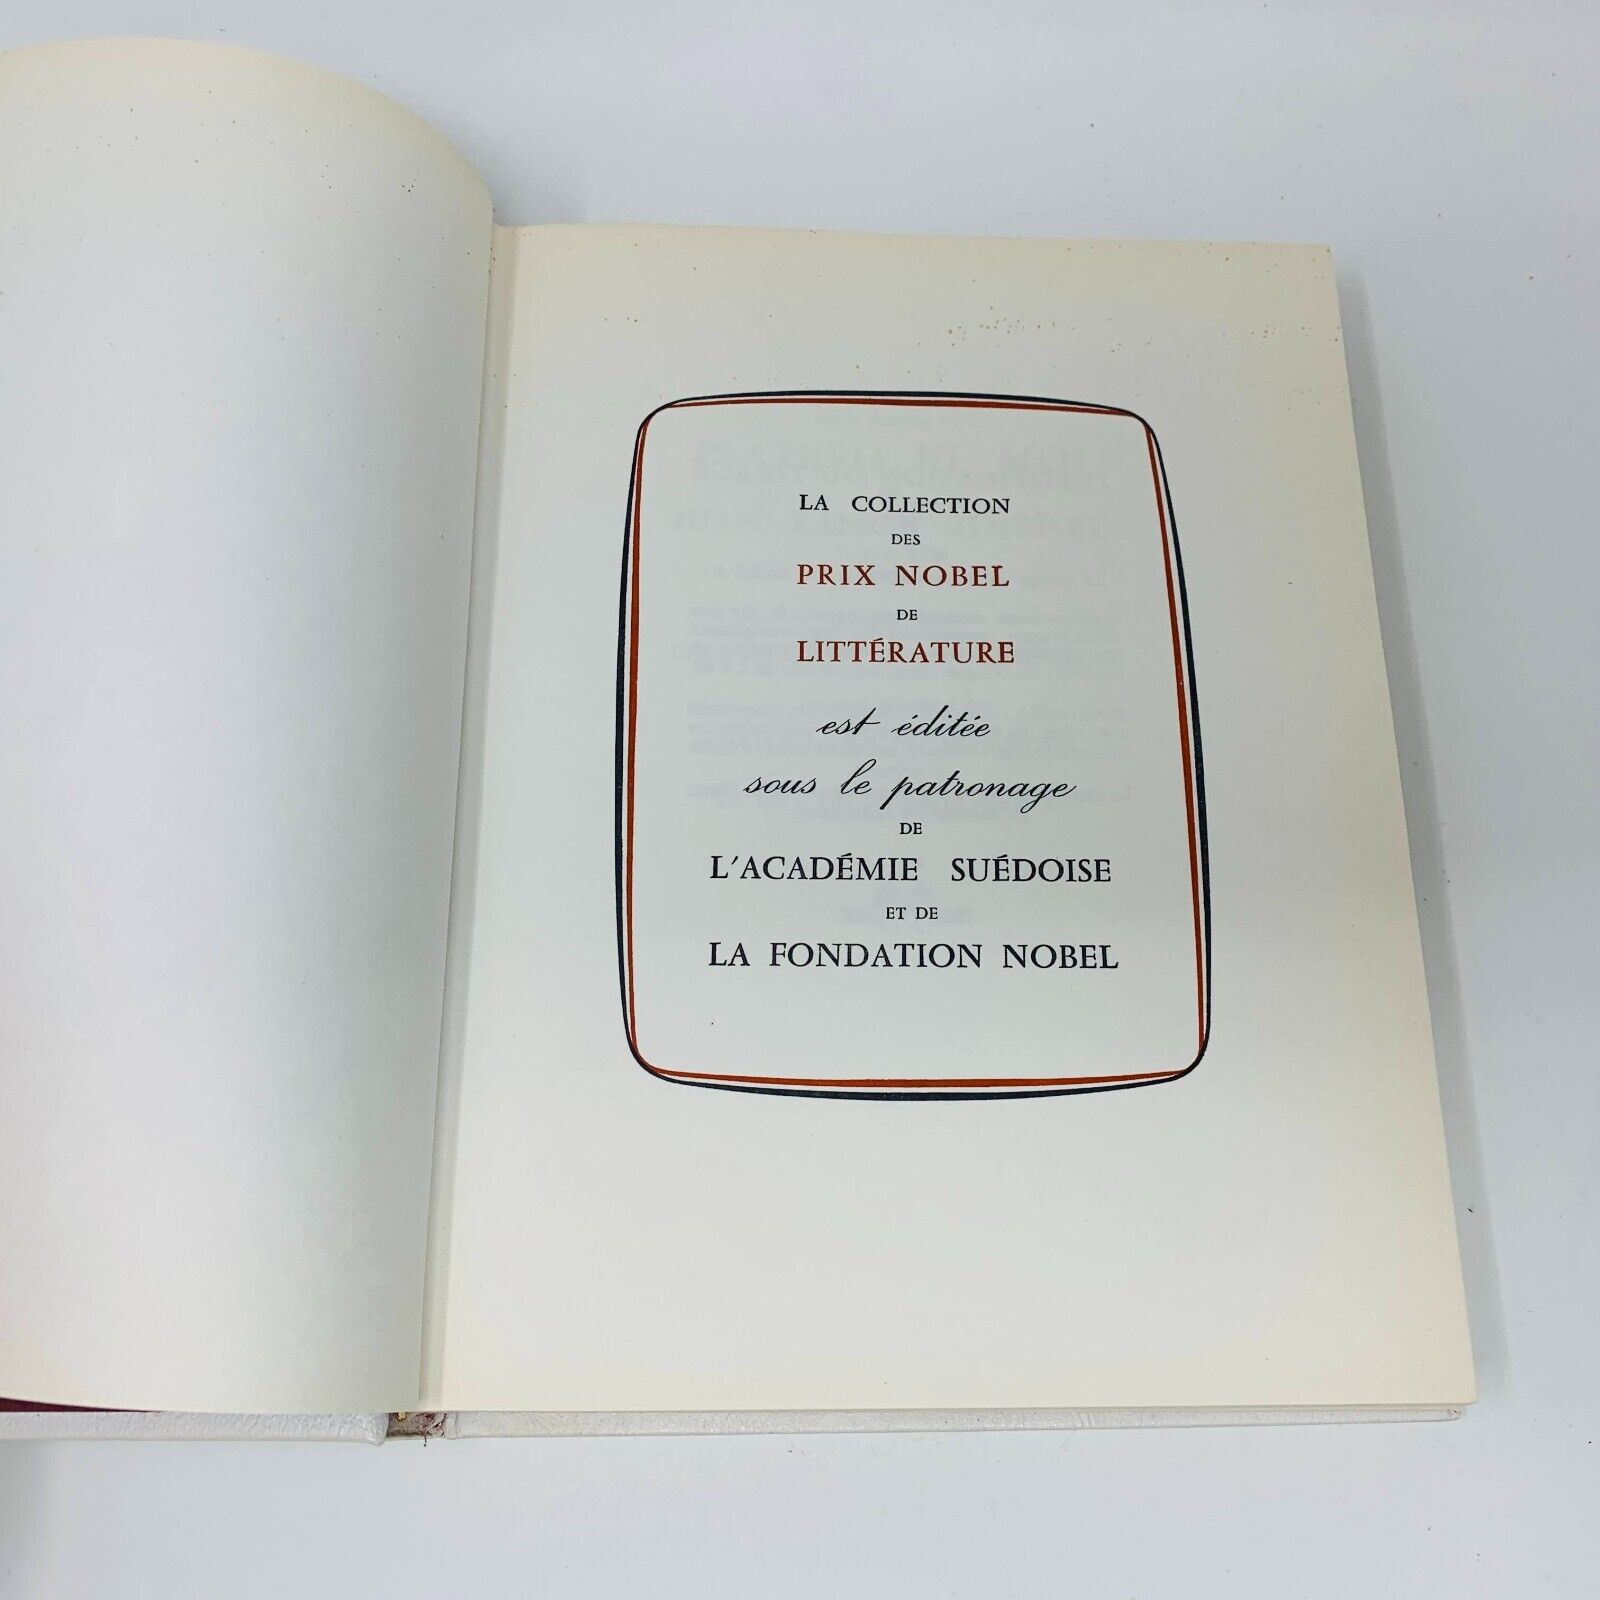 LA COLLECTION
DES
PRIX NOBEL
DE
LITTÉRATURE
est éditée
sous le patronage
DE
L'ACADÉMIE SUÉDOISE
ET DE
LA FONDATION NOBEL